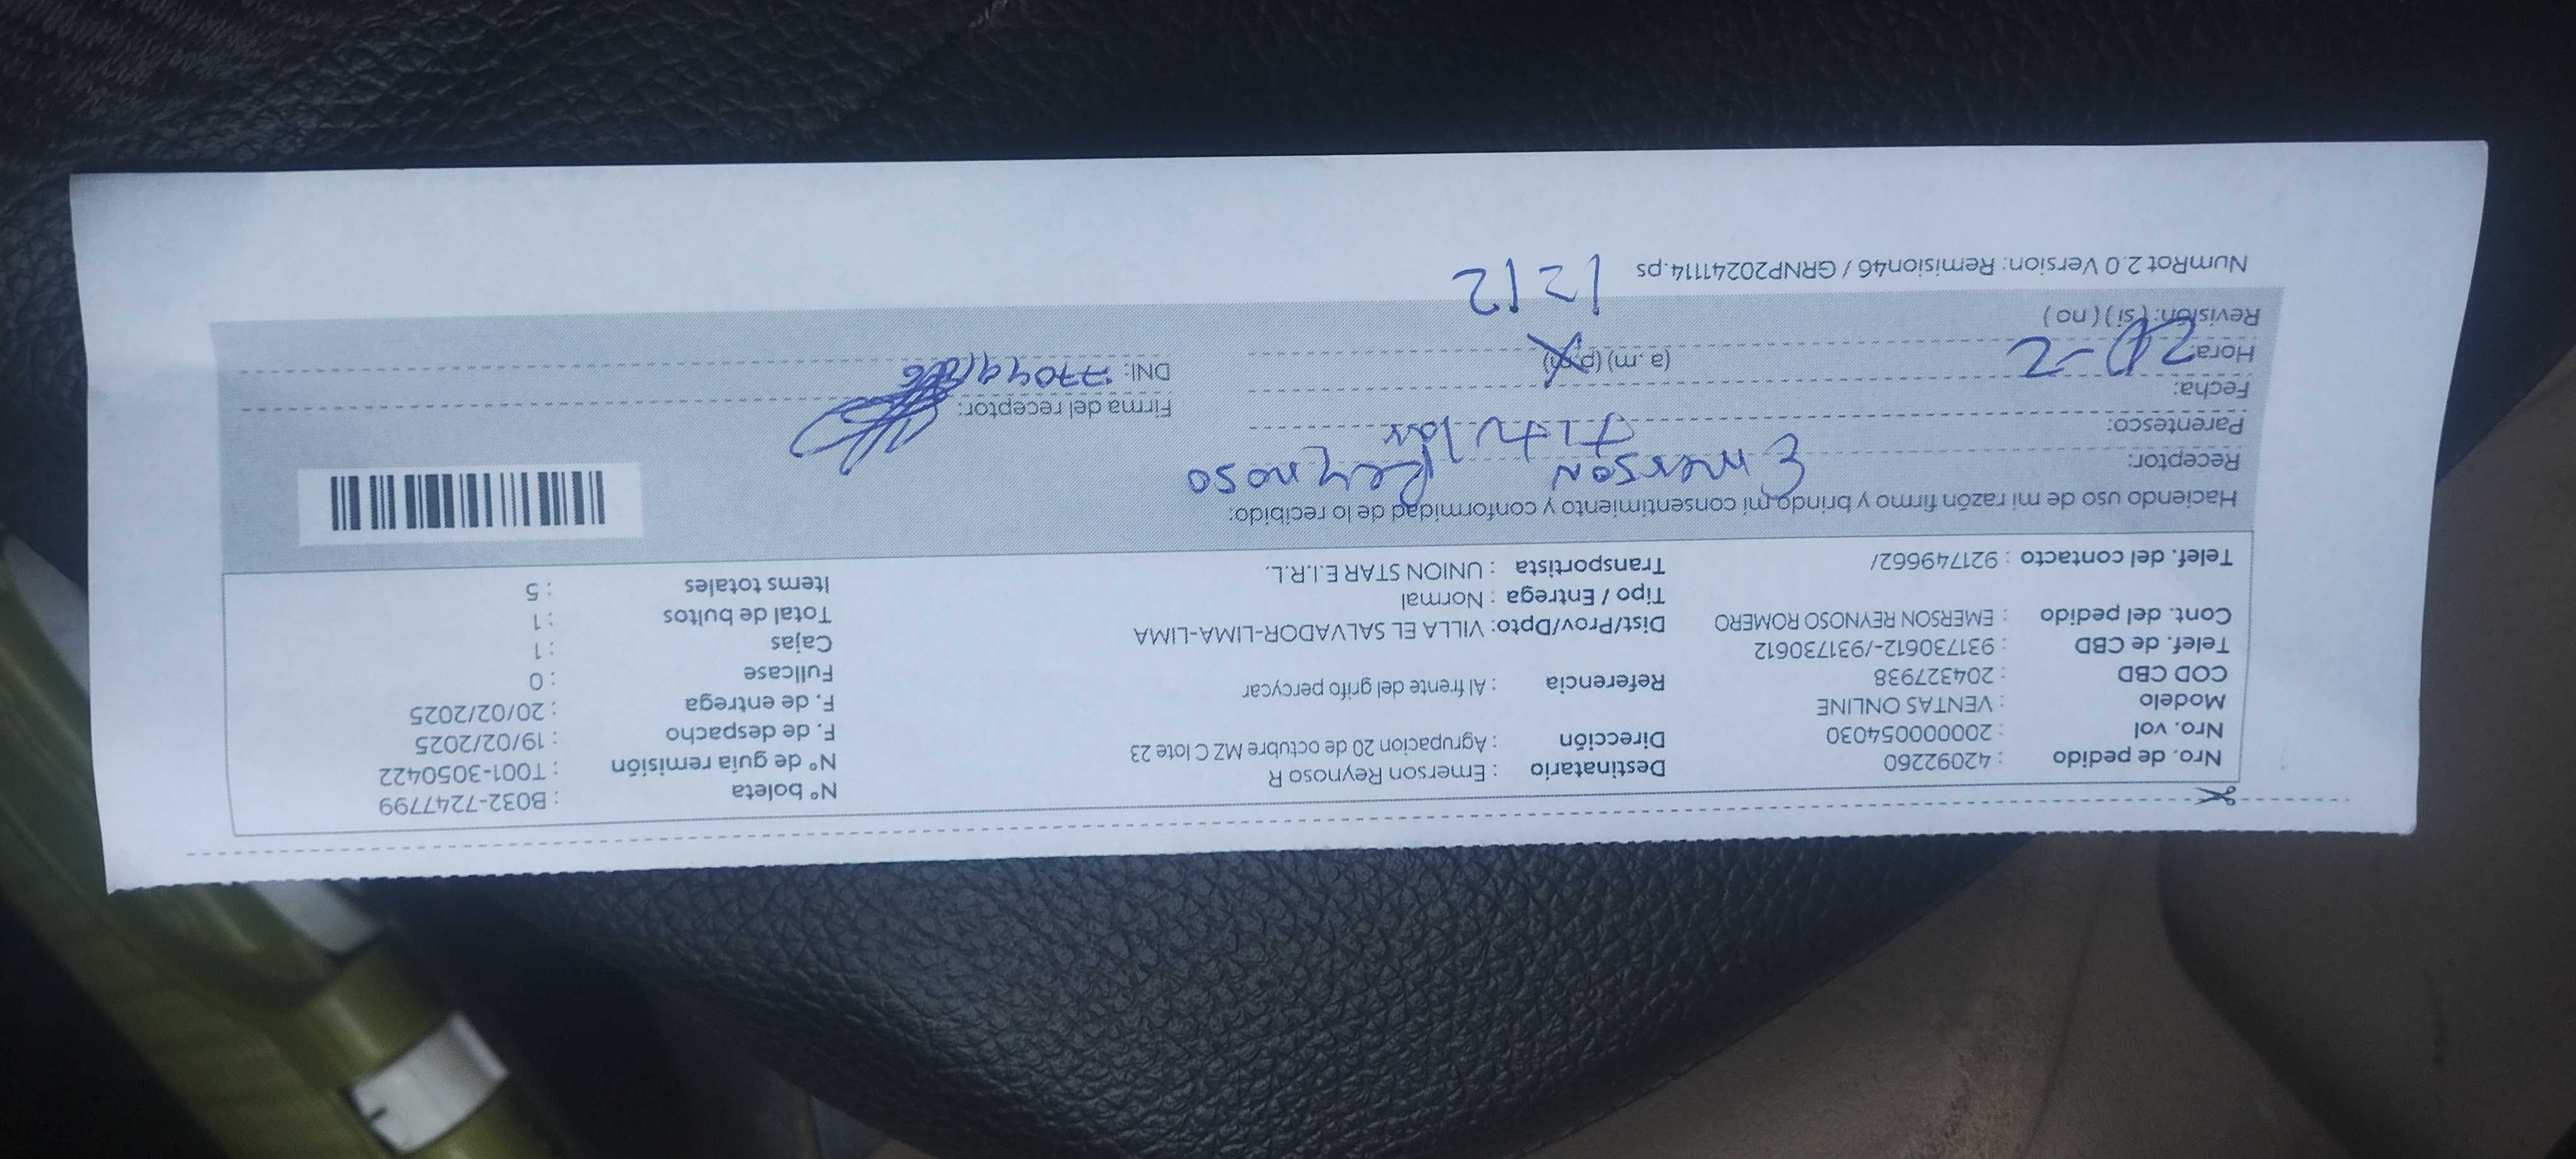 Nro. de pedido : 42092260
Nro. vol : 20000054030
Modelo : VENTAS ONLINE
COD CBD : 204327938
Telef. de CBD : 931730612-/931730612
Cont. del pedido : EMERSON REYNOSO ROMERO
Telef. del contacto : 921749662/
Destinatario : Emerson Reynoso R
Dirección : Agrupacion 20 de octubre MZ C lote 23
Referencia : Al frente del grifo percycar
Dist/Prov/Dpto: VILLA EL SALVADOR-LIMA-LIMA
Tipo / Entrega : Normal
Transportista : UNION STAR E.I.R.L.
N° boleta : B032-7247799
N° de guía remisión : T001-3050422
F. de despacho : 19/02/2025
F. de entrega : 20/02/2025
Fullcase : 0
Cajas : 1
Total de bultos : 1
Items totales : 5
Haciendo uso de mi razón firmo y brindo mi consentimiento y conformidad de lo recibido:
Receptor: Emerson Reynoso
Parentesco: titular
Fecha:
Hora: 20-2 (a.m) (p.m)
Revisión: ( si ) ( no ) 1212
Firma del receptor:
DNI:
NumRot 2.0 Version: Remision46 / GRNP20241114.ps